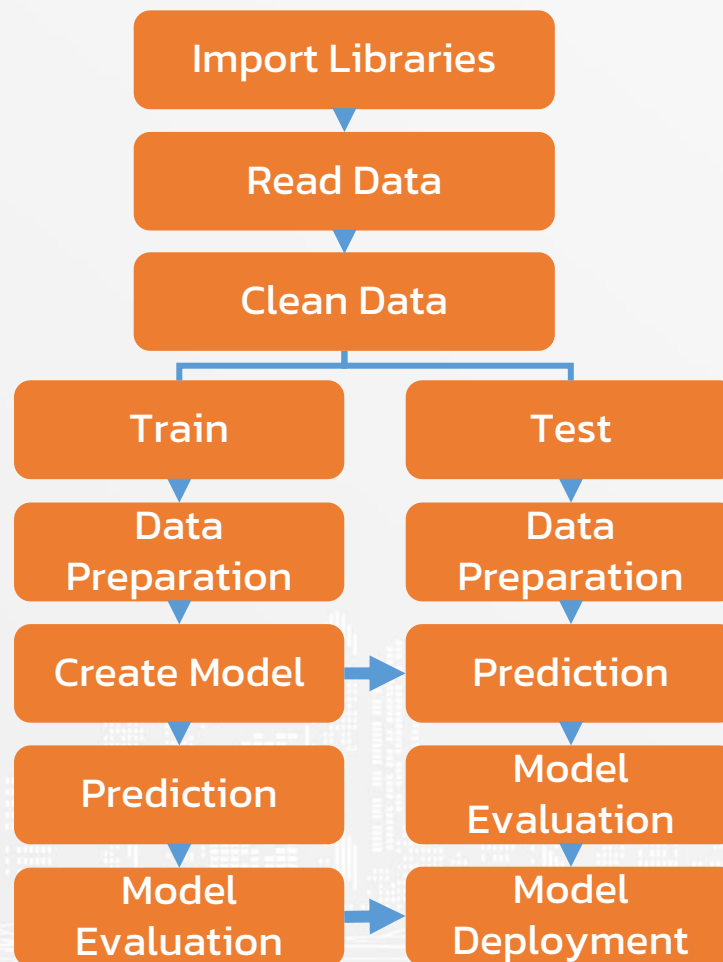 Import Libraries
Read Data
Clean Data
Train
Test
Data
Preparation
Data
Preparation
Create Model
Prediction
Prediction
Model
Evaluation
Model
Evaluation
Model
Deployment